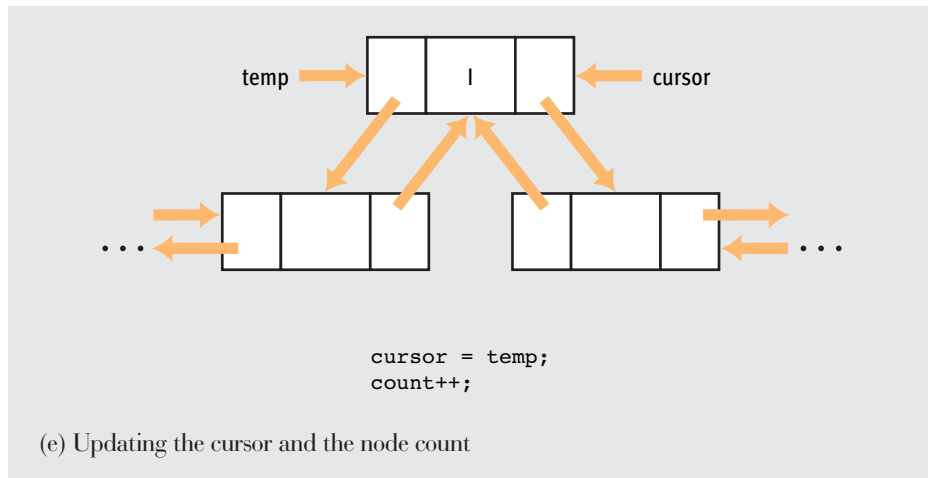 temp I cursor
... ...
cursor = temp;
count++;
(e) Updating the cursor and the node count